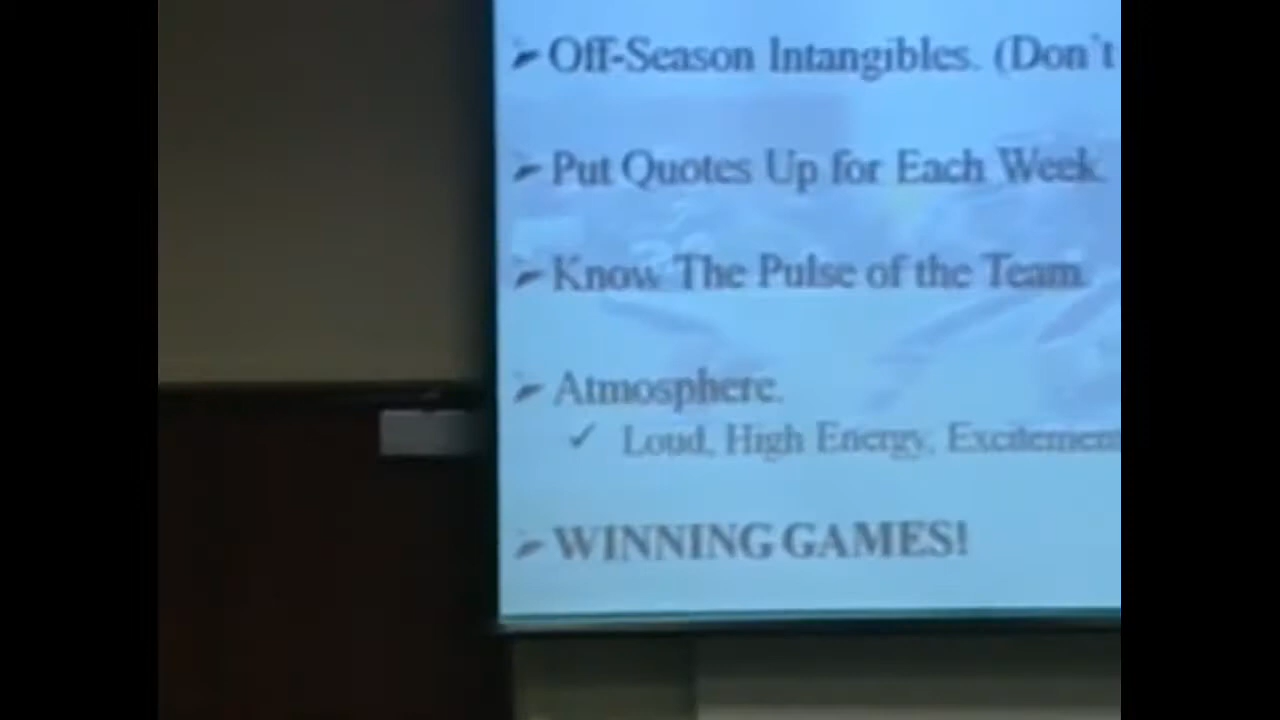 ➢ Off-Season Intangibles. (Don't
➢ Put Quotes Up for Each Week.
➢ Know The Pulse of the Team.
➢ Atmosphere.
✓ Loud, High Energy, Excitement
➢ WINNING GAMES!